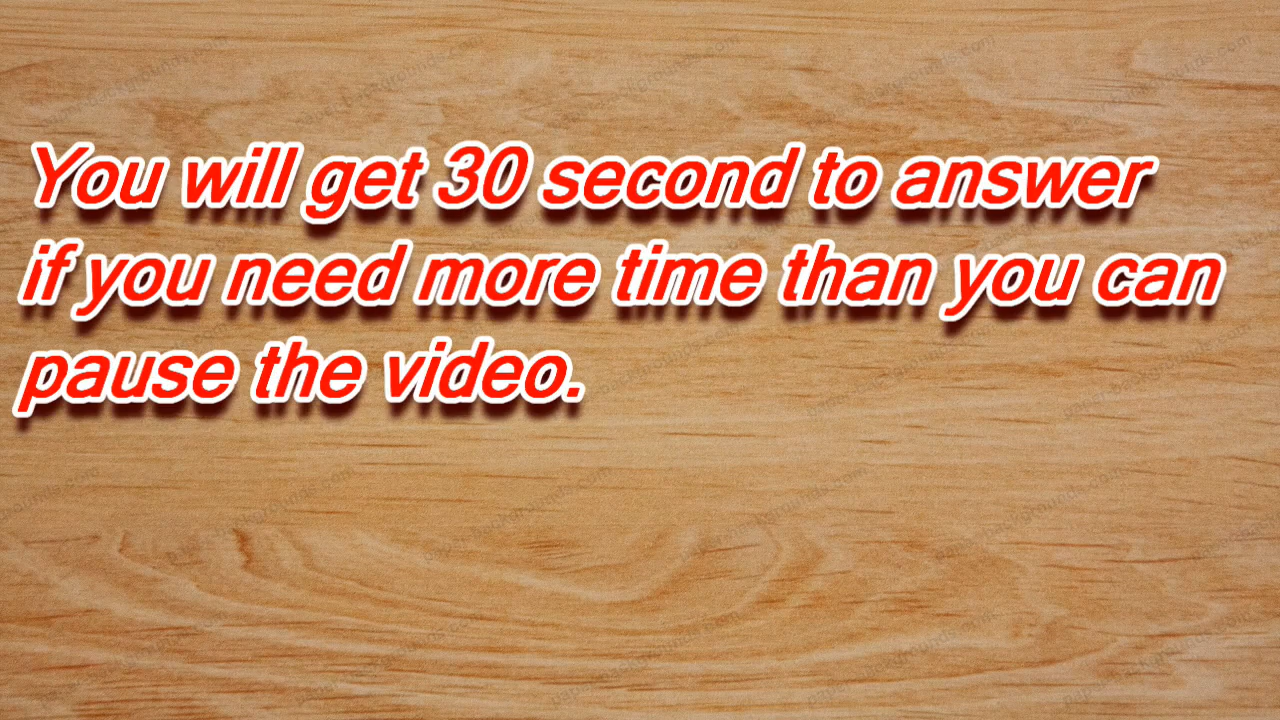 You will get 30 second to answer
if you need more time than you can
pause the video.